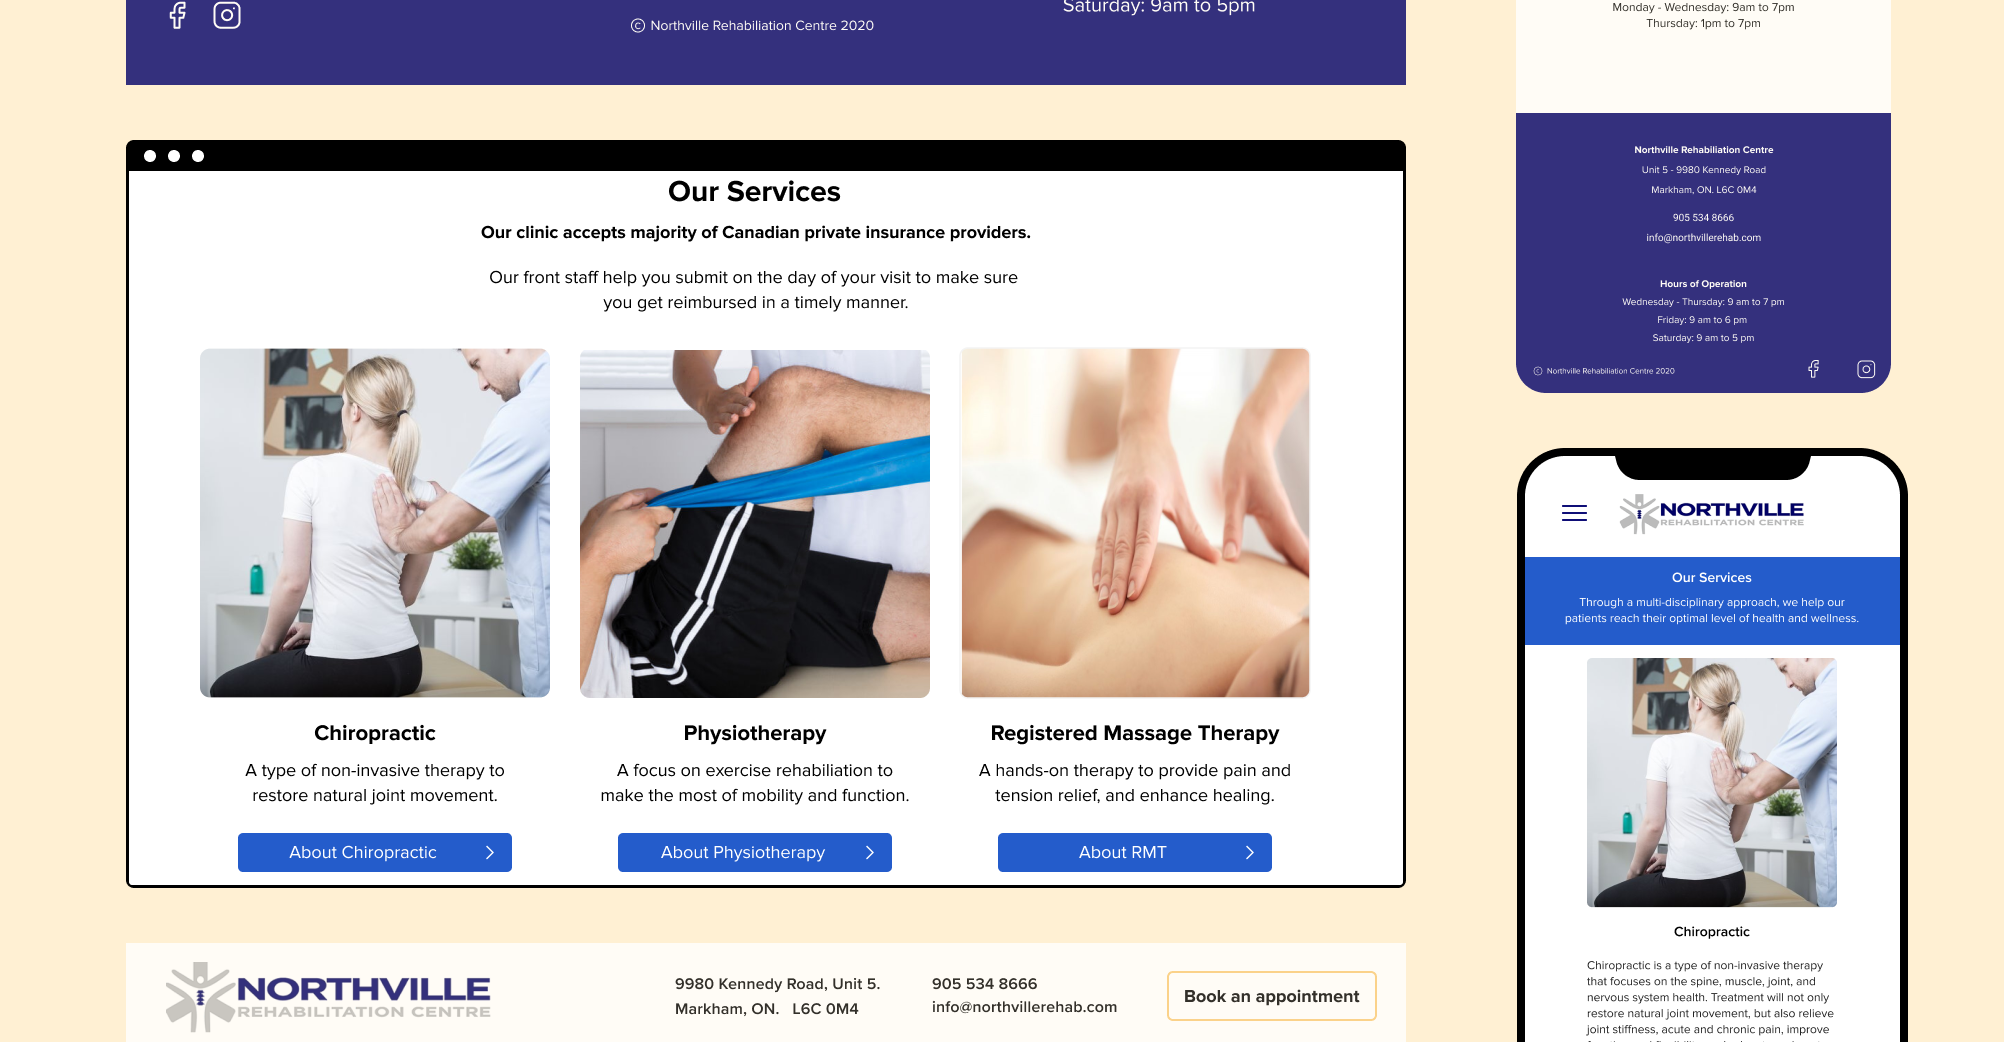 Saturday: 9am to 5pm
© Northville Rehabiliation Centre 2020
Our Services
Our clinic accepts majority of Canadian private insurance providers.
Our front staff help you submit on the day of your visit to make sure
you get reimbursed in a timely manner.
Chiropractic
A type of non-invasive therapy to
restore natural joint movement.
About Chiropractic
Physiotherapy
A focus on exercise rehabiliation to
make the most of mobility and function.
About Physiotherapy
Registered Massage Therapy
A hands-on therapy to provide pain and
tension relief, and enhance healing.
About RMT
NORTHVILLE
REHABILITATION CENTRE
9980 Kennedy Road, Unit 5.
Markham, ON. L6C 0M4
905 534 8666
info@northvillerehab.com
Book an appointment
Monday - Wednesday: 9am to 7pm
Thursday: 1pm to 7pm
Northville Rehabiliation Centre
Unit 5 - 9980 Kennedy Road
Markham, ON. L6C 0M4
905 534 8666
info@northvillerehab.com
Hours of Operation
Wednesday - Thursday: 9 am to 7 pm
Friday: 9 am to 6 pm
Saturday: 9 am to 5 pm
© Northville Rehabiliation Centre 2020
NORTHVILLE
REHABILITATION CENTRE
Our Services
Through a multi-disciplinary approach, we help our
patients reach their optimal level of health and wellness.
Chiropractic
Chiropractic is a type of non-invasive therapy
that focuses on the spine, muscle, joint, and
nervous system health. Treatment will not only
restore natural joint movement, but also relieve
joint stiffness, acute and chronic pain, improve